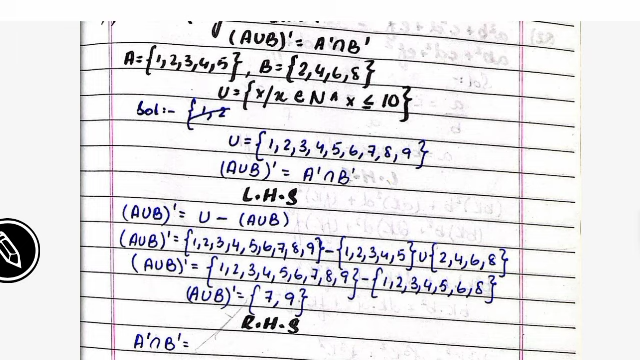 (AUB)' = A'∩B'
A={1,2,3,4,5}, B={2,4,6,8}
U={x/x ∈ N ∧ x ≤ 10}
Sol:- {1,2
U={1,2,3,4,5,6,7,8,9}
(AUB)' = A'∩B'
L.H.S
(AUB)' = U - (AUB)
(AUB)'={1,2,3,4,5,6,7,8,9}-{1,2,3,4,5}U{2,4,6,8}
(AUB)'={1,2,3,4,5,6,7,8,9}-{1,2,3,4,5,6,8}
(AUB)'={7,9}
R.H.S
A'∩B'=